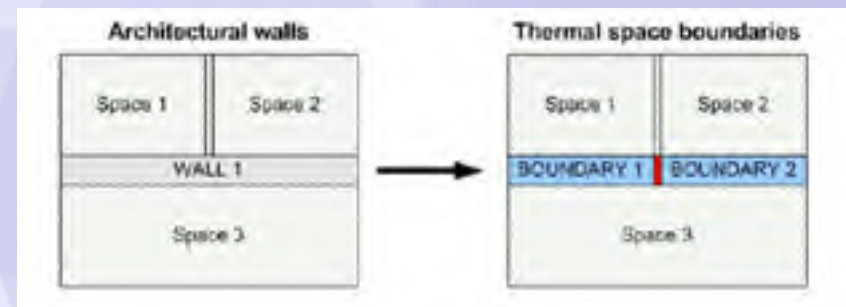 Architectural walls
Space 1
Space 2
WALL 1
Space 3
Thermal space boundaries
Space 1
Space 2
BOUNDARY 1
BOUNDARY 2
Space 3